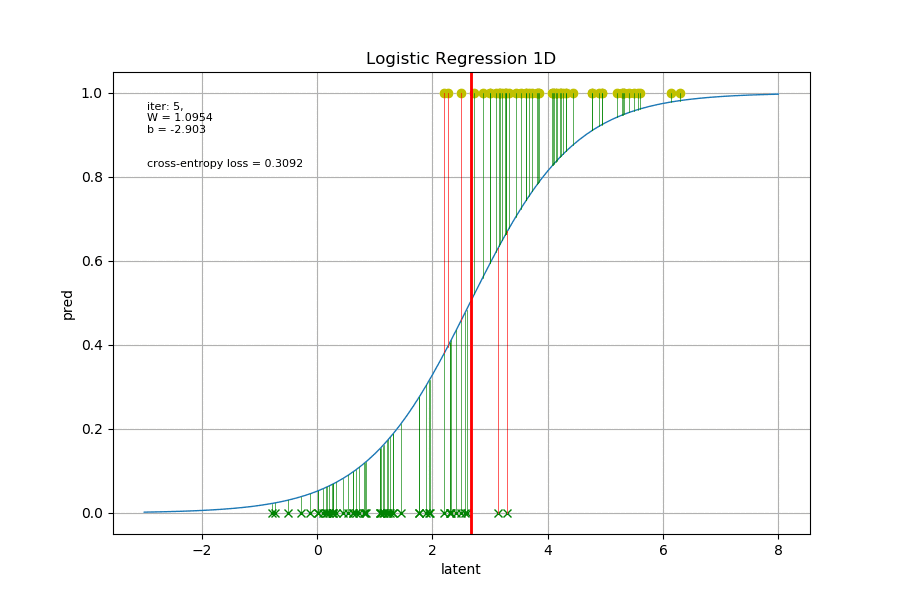 Logistic Regression 1D
1.0
iter: 5,
W = 1.0954
b = -2.903
cross-entropy loss = 0.3092
0.8
0.6
pred
0.4
0.2
0.0
−2 0 2 4 6 8
latent